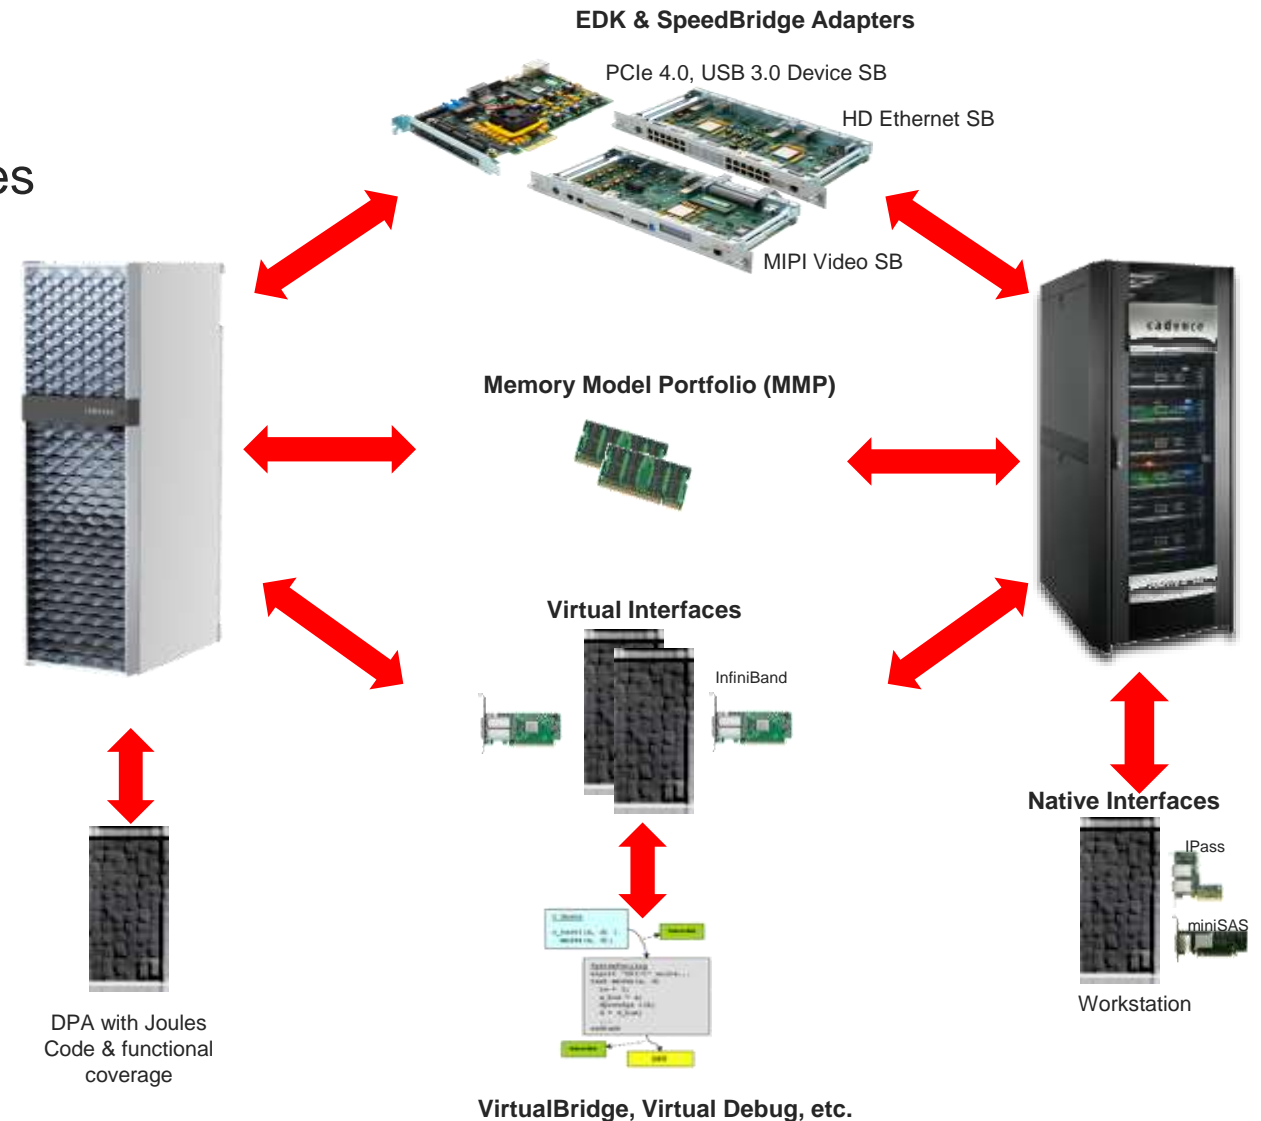 EDK & SpeedBridge Adapters
PCIe 4.0, USB 3.0 Device SB
HD Ethernet SB
es
MIPI Video SB
cadence
Memory Model Portfolio (MMP)
Virtual Interfaces
InfiniBand
Native Interfaces
IPass
miniSAS
Workstation
DPA with Joules
Code & functional
coverage
VirtualBridge, Virtual Debug, etc.